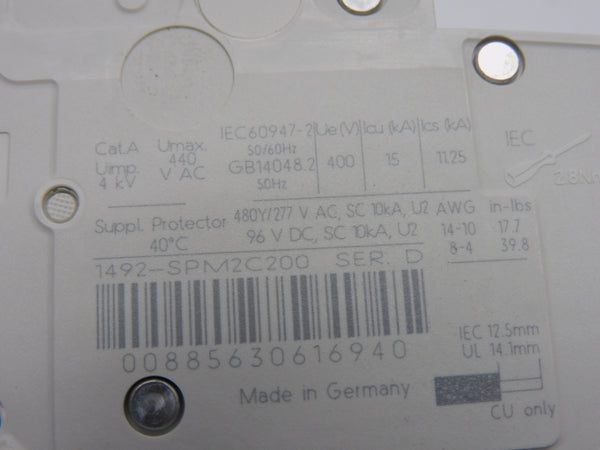 IEC60947-2 Ue(V) Icu (kA) Ics (kA)
50/60Hz
Cat.A Umax. 440 V AC
Uimp. 4 kV
GB14048.2 400 15 11.25
50Hz
IEC
2.8Nm
Suppl. Protector 480Y/277 V AC, SC 10kA, U2 AWG in-lbs
40°C 96 V DC, SC 10kA, U2 14-10 17.7
8-4 39.8
1492-SPM2C200 SER. D
00885630616940
IEC 12.5mm
UL 14.1mm
Made in Germany
CU only